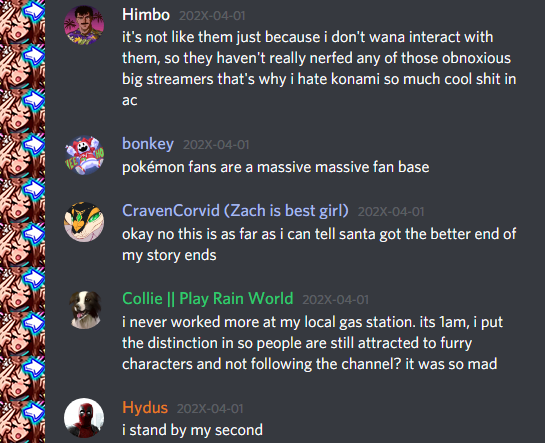 Himbo 202X-04-01
it's not like them just because i don't wana interact with
them, so they haven't really nerfed any of those obnoxious
big streamers that's why i hate konami so much cool shit in
ac
bonkey 202X-04-01
pokémon fans are a massive massive fan base
CravenCorvid (Zach is best girl) 202X-04-01
okay no this is as far as i can tell santa got the better end of
my story ends
Collie || Play Rain World 202X-04-01
i never worked more at my local gas station. its 1am, i put
the distinction in so people are still attracted to furry
characters and not following the channel? it was so mad
Hydus 202X-04-01
i stand by my second